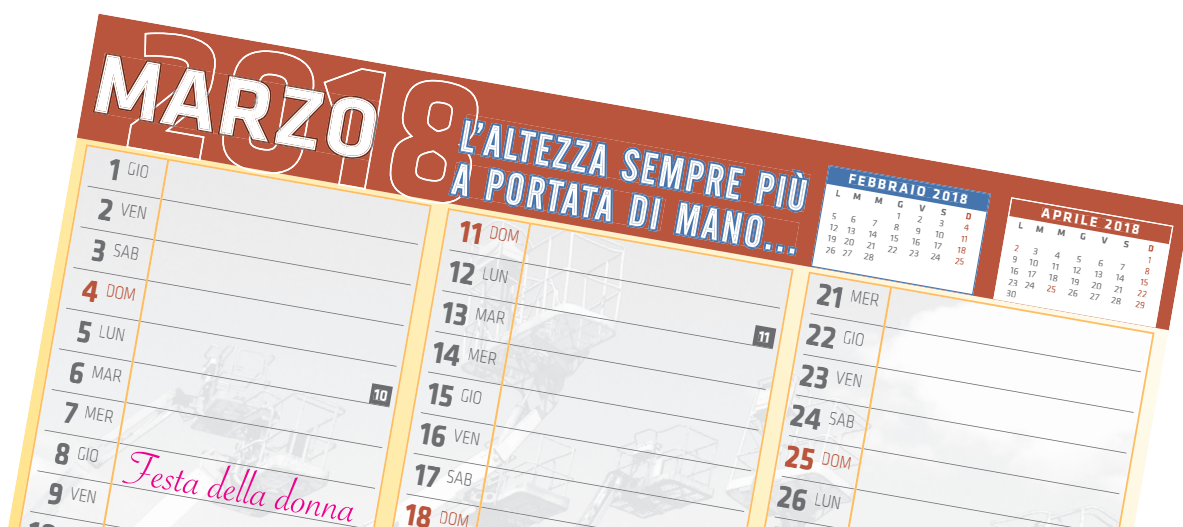 MARZO
2018
L'ALTEZZA SEMPRE PIÙ
A PORTATA DI MANO...
FEBBRAIO 2018
L M M G V S D
1 2 3 4
5 6 7 8 9 10 11
12 13 14 15 16 17 18
19 20 21 22 23 24 25
26 27 28
APRILE 2018
L M M G V S D
1
2 3 4 5 6 7 8
9 10 11 12 13 14 15
16 17 18 19 20 21 22
23 24 25 26 27 28 29
30
1 GIO
2 VEN
3 SAB
4 DOM
5 LUN
6 MAR
10
7 MER
8 GIO Festa della donna
9 VEN
11 DOM
12 LUN
13 MAR
11
14 MER
15 GIO
16 VEN
17 SAB
18 DOM
21 MER
22 GIO
23 VEN
24 SAB
25 DOM
26 LUN